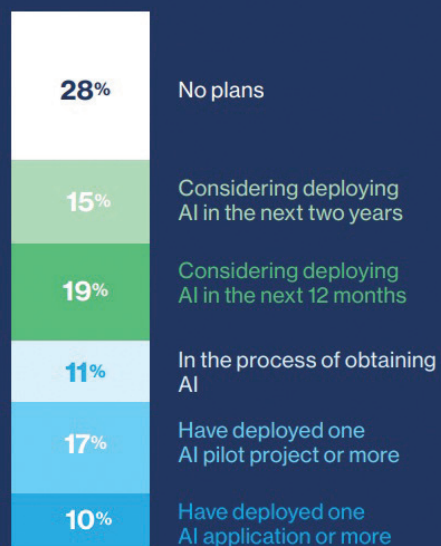 28% No plans
15% Considering deploying
AI in the next two years
19% Considering deploying
AI in the next 12 months
11% In the process of obtaining
AI
17% Have deployed one
AI pilot project or more
10% Have deployed one
AI application or more